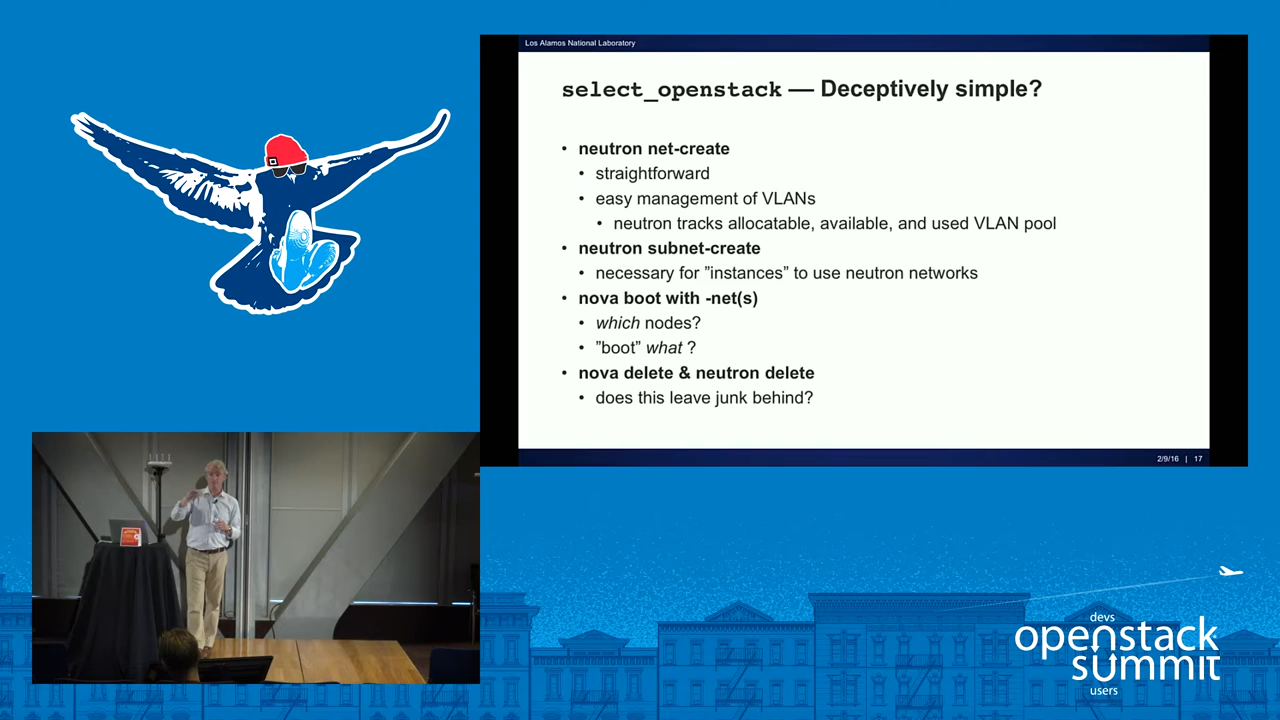 Los Alamos National Laboratory
select_openstack — Deceptively simple?
• neutron net-create
• straightforward
• easy management of VLANs
• neutron tracks allocatable, available, and used VLAN pool
• neutron subnet-create
• necessary for ”instances” to use neutron networks
• nova boot with -net(s)
• which nodes?
• ”boot” what ?
• nova delete & neutron delete
• does this leave junk behind?
2/9/16 | 17
devs
openstack
summit
users